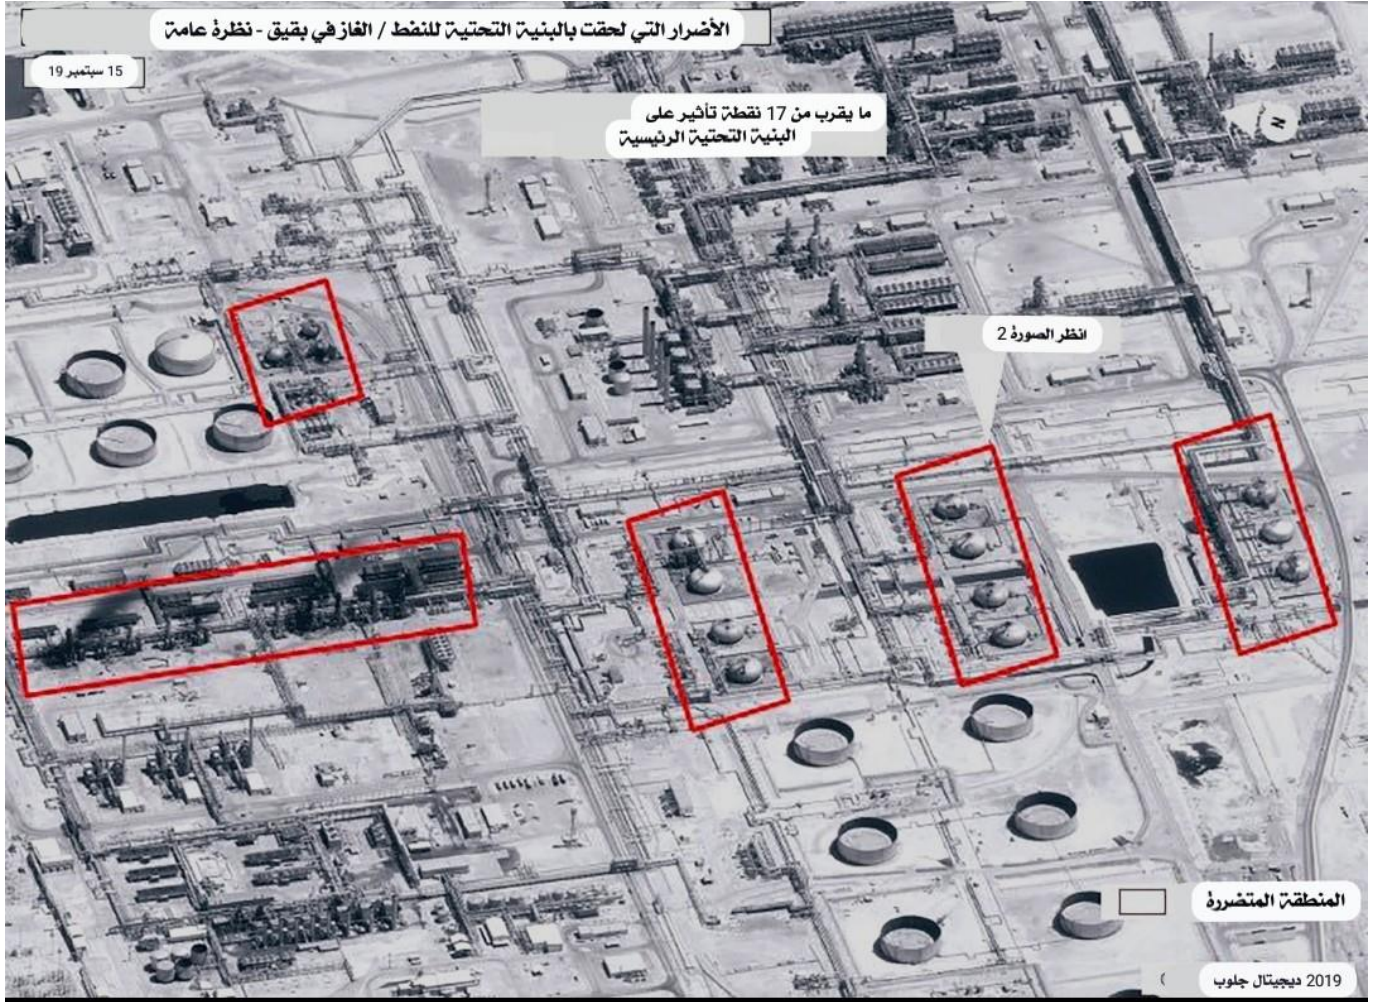 الأضرار التي لحقت بالبنية التحتية للنفط / الغاز في بقيق - نظرة عامة
15 سبتمبر 19
ما يقرب من 17 نقطة تأثير على
البنية التحتية الرئيسية
N
انظر الصورة 2
المنطقة المتضررة
2019 ديجيتال جلوب